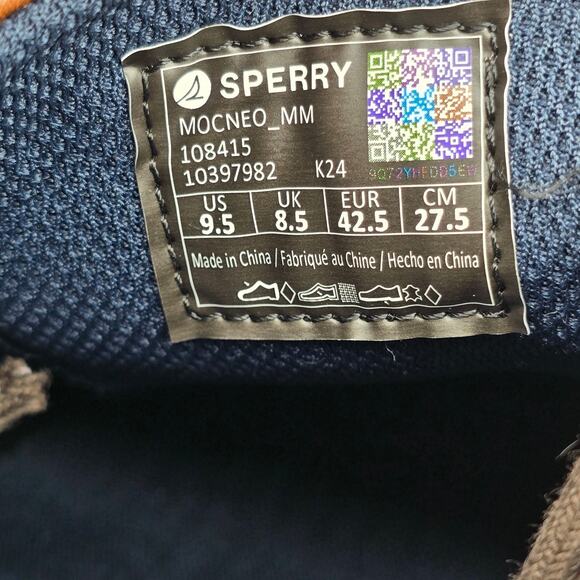 SPERRY
MOCNEO_MM
108415
10397982 K24
9Q72YHFDD5EW
US UK EUR CM
9.5 8.5 42.5 27.5
Made in China / Fabriqué au Chine / Hecho en China